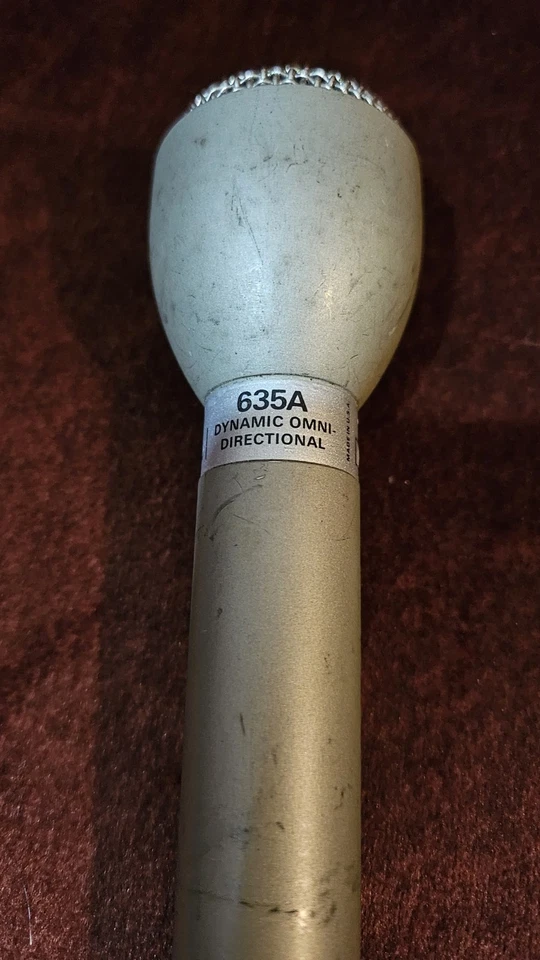 635A
DYNAMIC OMNI-
DIRECTIONAL
MADE IN U.S.A.